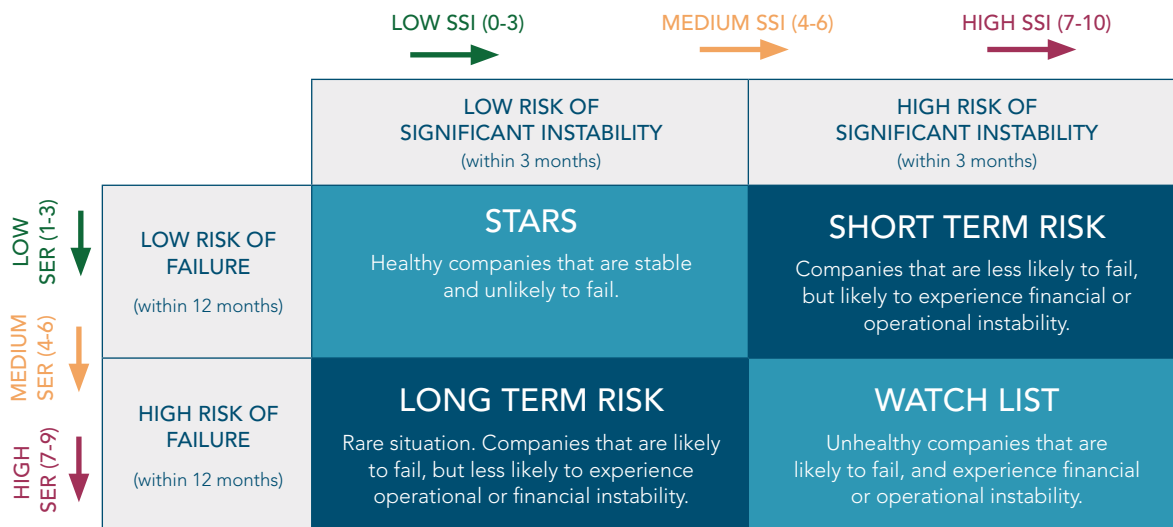 LOW SSI (0-3)
MEDIUM SSI (4-6)
HIGH SSI (7-10)
LOW RISK OF
SIGNIFICANT INSTABILITY
(within 3 months)
HIGH RISK OF
SIGNIFICANT INSTABILITY
(within 3 months)
LOW
SER (1-3)
MEDIUM
SER (4-6)
HIGH
SER (7-9)
LOW RISK OF
FAILURE
(within 12 months)
STARS
Healthy companies that are stable
and unlikely to fail.
SHORT TERM RISK
Companies that are less likely to fail,
but likely to experience financial or
operational instability.
HIGH RISK OF
FAILURE
(within 12 months)
LONG TERM RISK
Rare situation. Companies that are likely
to fail, but less likely to experience
operational or financial instability.
WATCH LIST
Unhealthy companies that are
likely to fail, and experience financial
or operational instability.